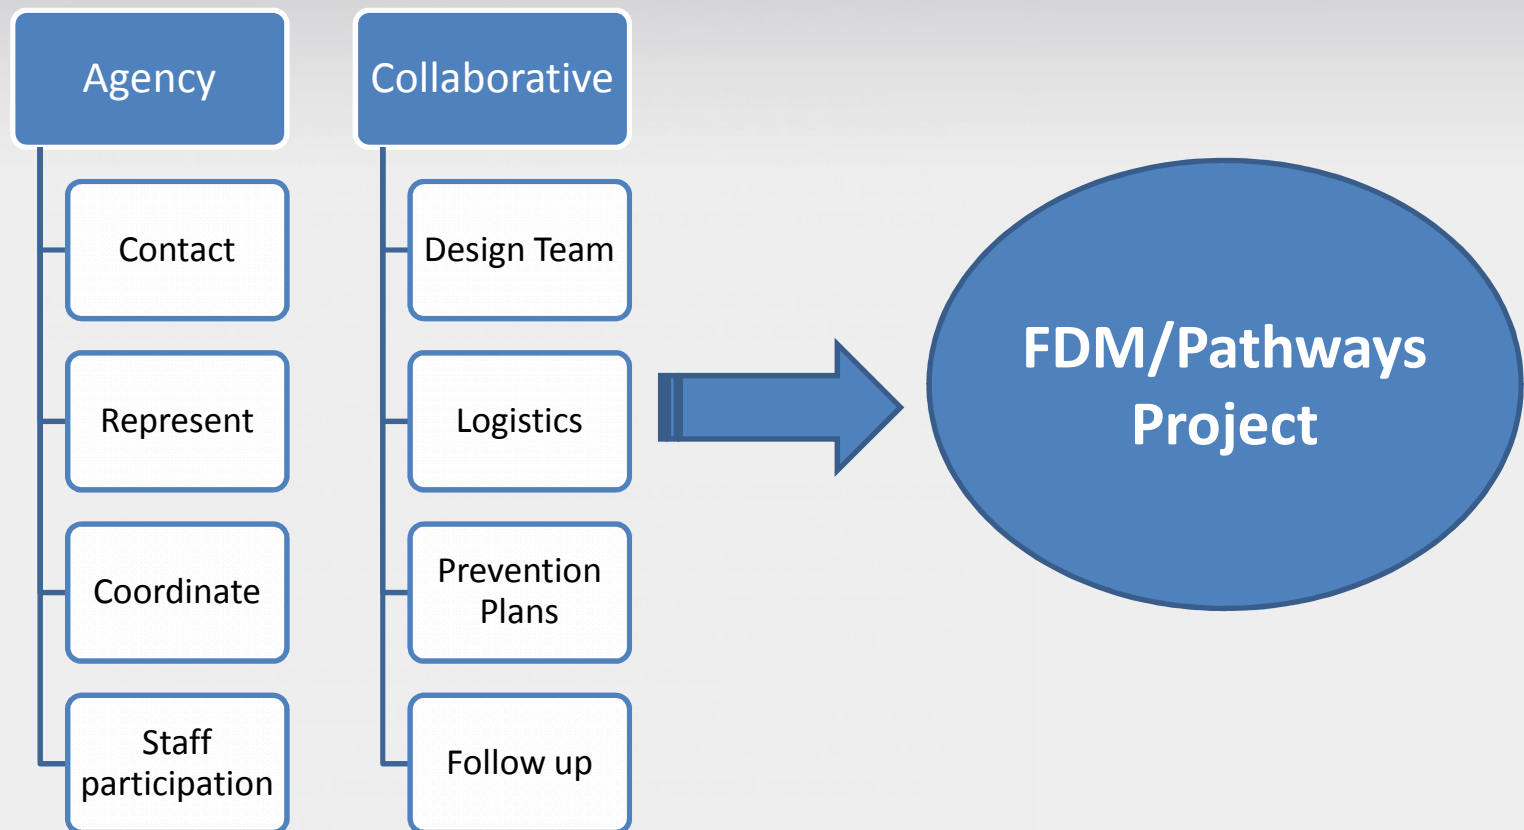 Agency
Contact
Represent
Coordinate
Staff
participation
Collaborative
Design Team
Logistics
Prevention
Plans
Follow up
FDM/Pathways
Project